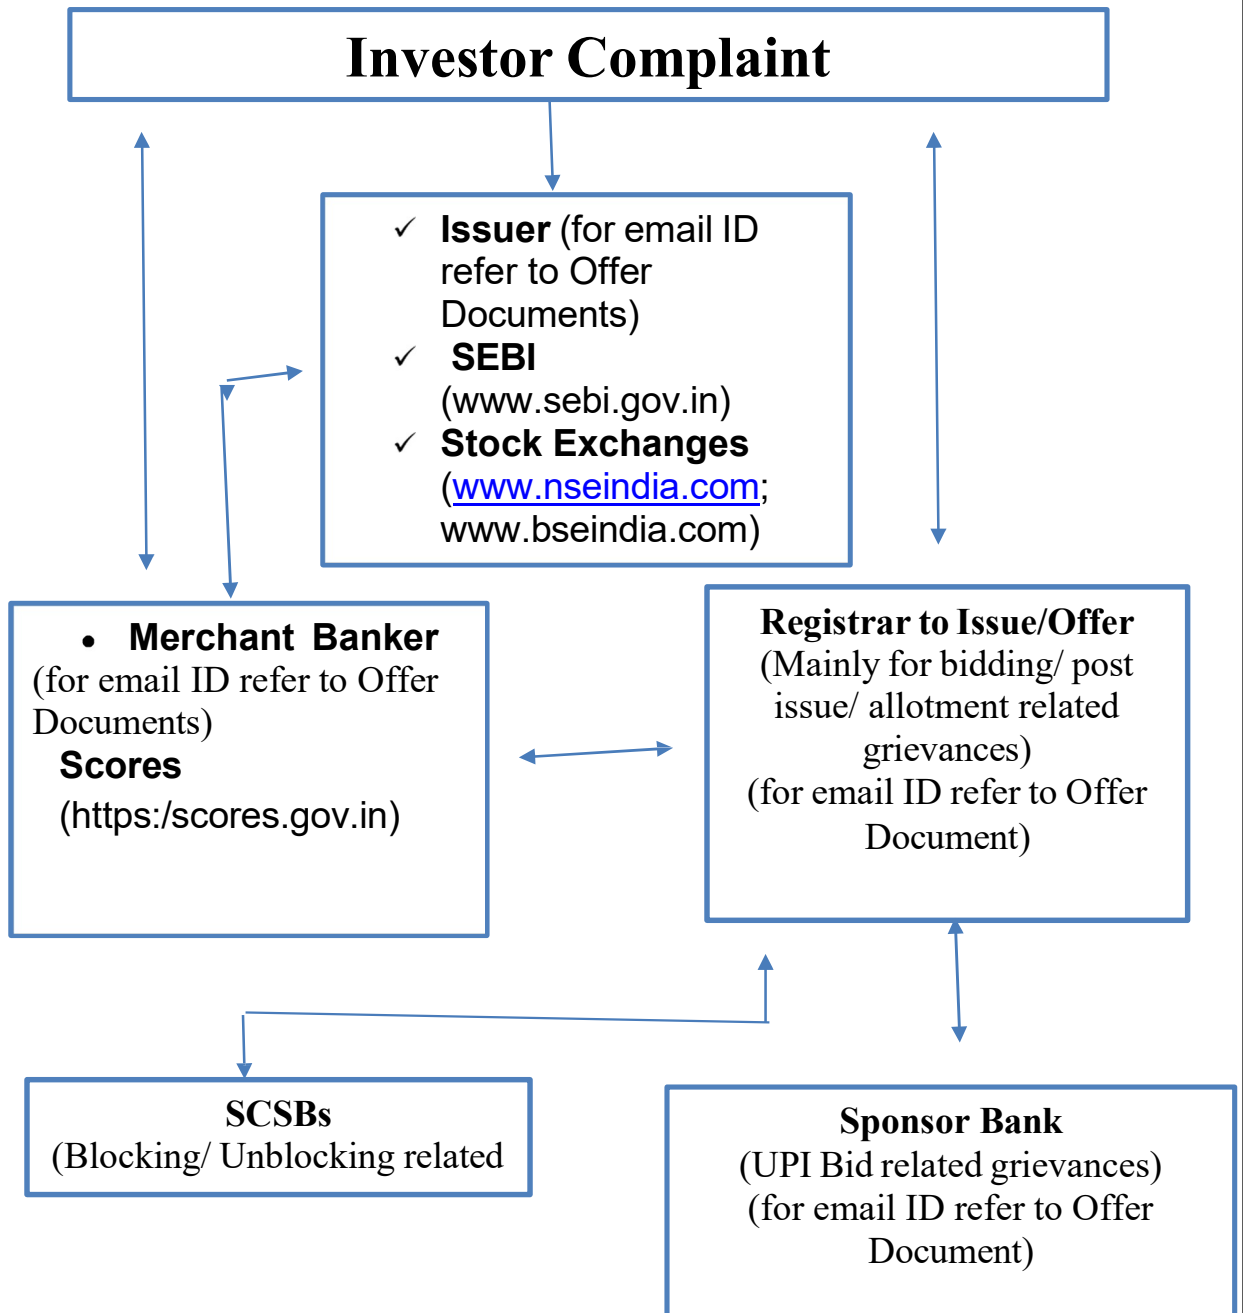 Investor Complaint
✓ Issuer (for email ID
refer to Offer
Documents)
✓ SEBI
(www.sebi.gov.in)
✓ Stock Exchanges
(www.nseindia.com;
www.bseindia.com)
• Merchant Banker
(for email ID refer to Offer
Documents)
Scores
(https:/scores.gov.in)
Registrar to Issue/Offer
(Mainly for bidding/ post
issue/ allotment related
grievances)
(for email ID refer to Offer
Document)
SCSBs
(Blocking/ Unblocking related
Sponsor Bank
(UPI Bid related grievances)
(for email ID refer to Offer
Document)